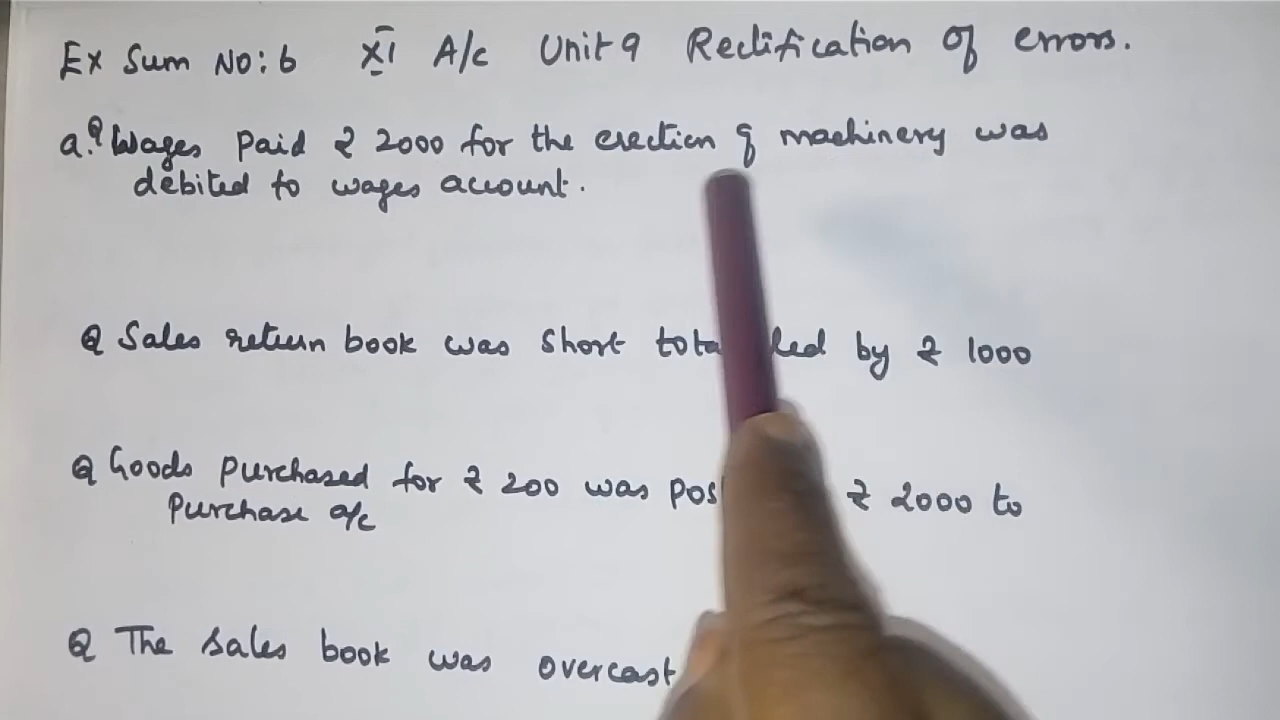 Ex Sum No: 6 XI A/c Unit 9 Rectification of errors.
a. Q Wages paid ₹ 2000 for the erection of machinery was
debited to wages account.
Q Sales return book was short led by ₹ 1000
Q Goods purchased for ₹ 200 was ₹ 2000 to
Purchase a/c
Q The sales book was overcast